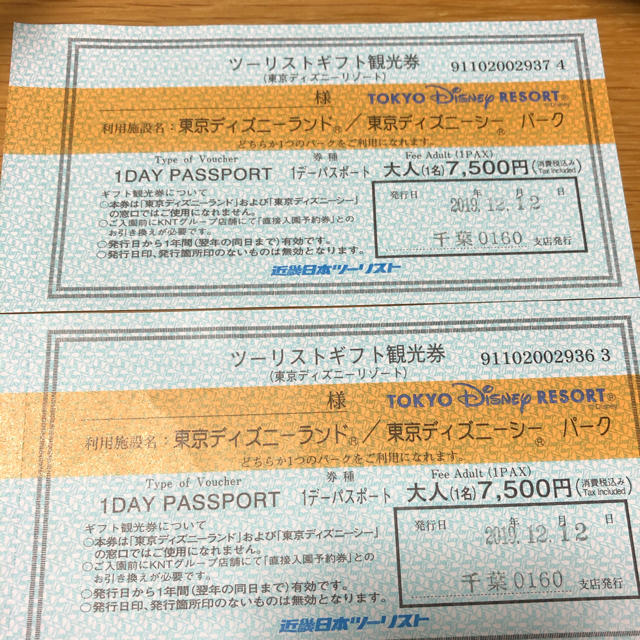 ツーリストギフト観光券
(東京ディズニーリゾート)
91102002937 4
様 TOKYO Disney RESORT®
利用施設名:東京ディズニーランド®/東京ディズニーシー® パーク
どちらか1つのパークをご利用になれます。
Type of Voucher 券種 Fee Adult (1PAX)
1DAY PASSPORT 1デーパスポート 大人(1名)7,500円(消費税込み)
Tax included
ギフト観光券について
○本券は「東京ディズニーランド」および「東京ディズニーシー」
の窓口ではご使用になれません。
○ご入園前にKNTグループ店舗にて「直接入園予約券」との
お引き換えが必要です。
○発行日から1年間(翌年の同日まで)有効です。
○発行日印、発行箇所印のないものは無効となります。
発行日 年 月 日
2019.12.12
千葉0160 支店発行
近畿日本ツーリスト
ツーリストギフト観光券
(東京ディズニーリゾート)
91102002936 3
様 TOKYO Disney RESORT®
利用施設名:東京ディズニーランド®/東京ディズニーシー® パーク
どちらか1つのパークをご利用になれます。
Type of Voucher 券種 Fee Adult (1PAX)
1DAY PASSPORT 1デーパスポート 大人(1名)7,500円(消費税込み)
Tax included
ギフト観光券について
○本券は「東京ディズニーランド」および「東京ディズニーシー」
の窓口ではご使用になれません。
○ご入園前にKNTグループ店舗にて「直接入園予約券」との
お引き換えが必要です。
○発行日から1年間(翌年の同日まで)有効です。
○発行日印、発行箇所印のないものは無効となります。
発行日 年 月 日
2019.12.12
千葉0160 支店発行
近畿日本ツーリスト